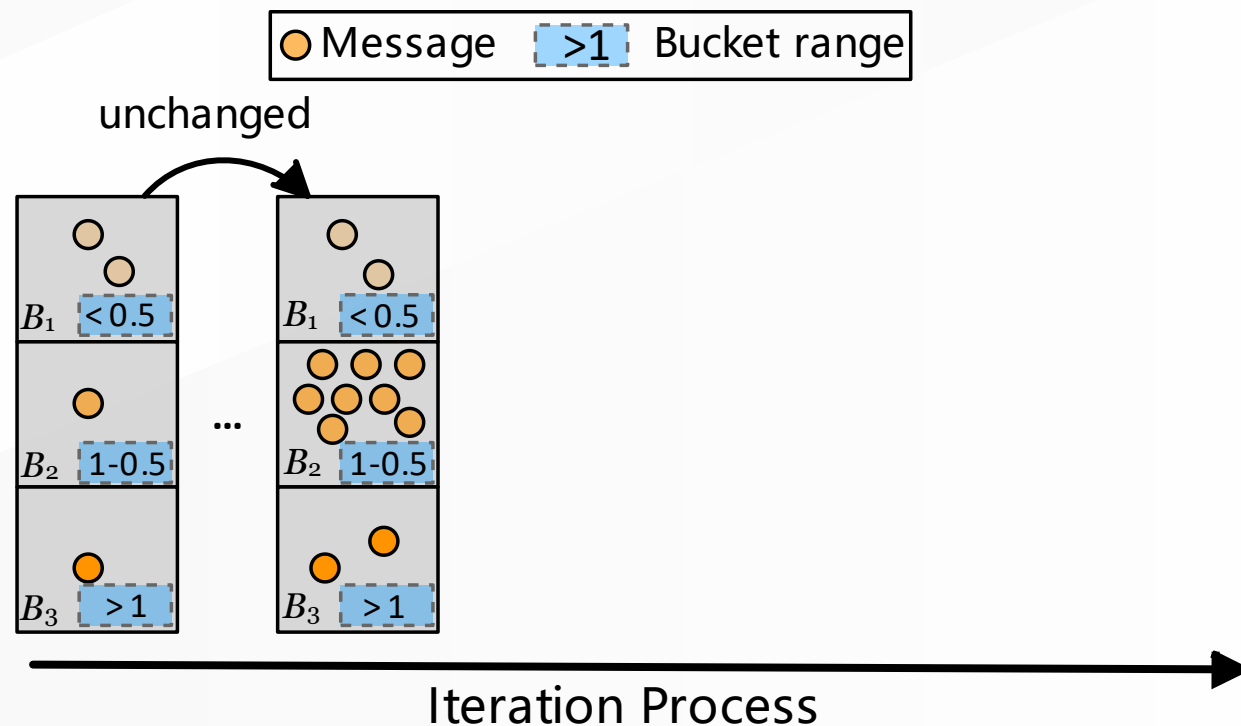 Message >1 Bucket range
unchanged
B₁ <0.5
B₂ 1-0.5
B₃ >1
...
B₁ <0.5
B₂ 1-0.5
B₃ >1
Iteration Process